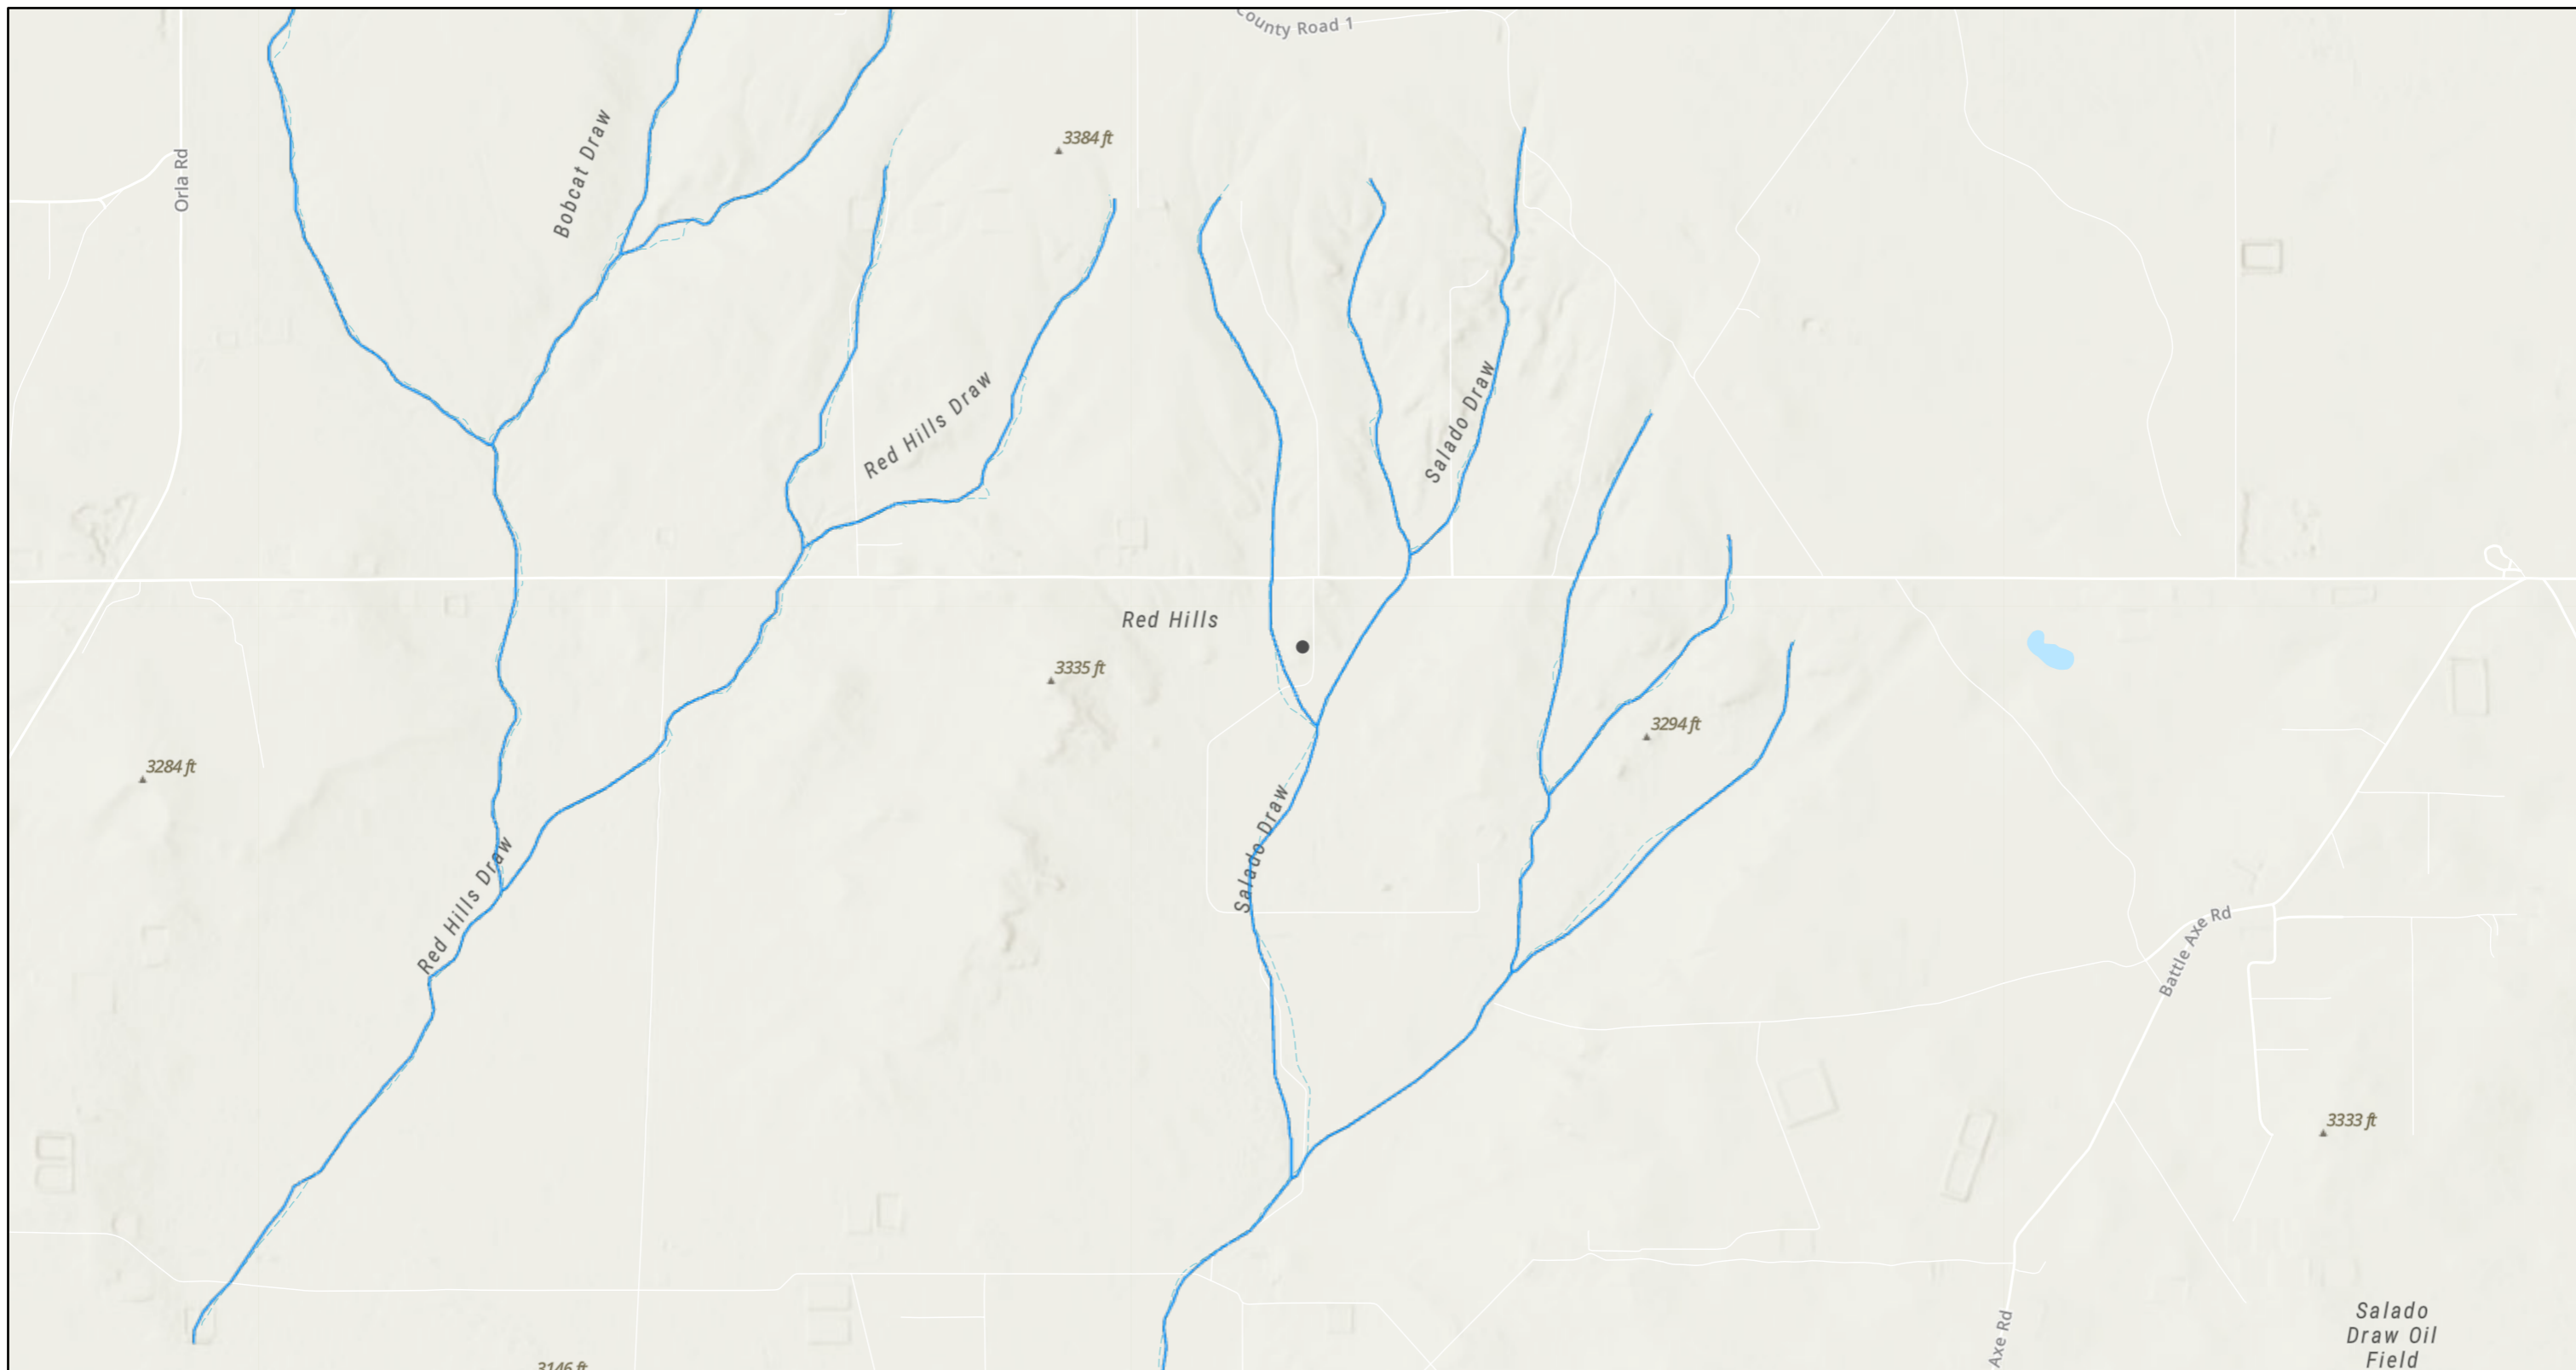 County Road 1
Bobcat Draw
3384 ft
Orla Rd
Salado Draw
Red Hills Draw
Red Hills
3335 ft
3294 ft
3284 ft
Salado Draw
Red Hills Draw
Battle Axe Rd
3333 ft
Salado
Draw Oil
Field
Axe Rd
3146 ft